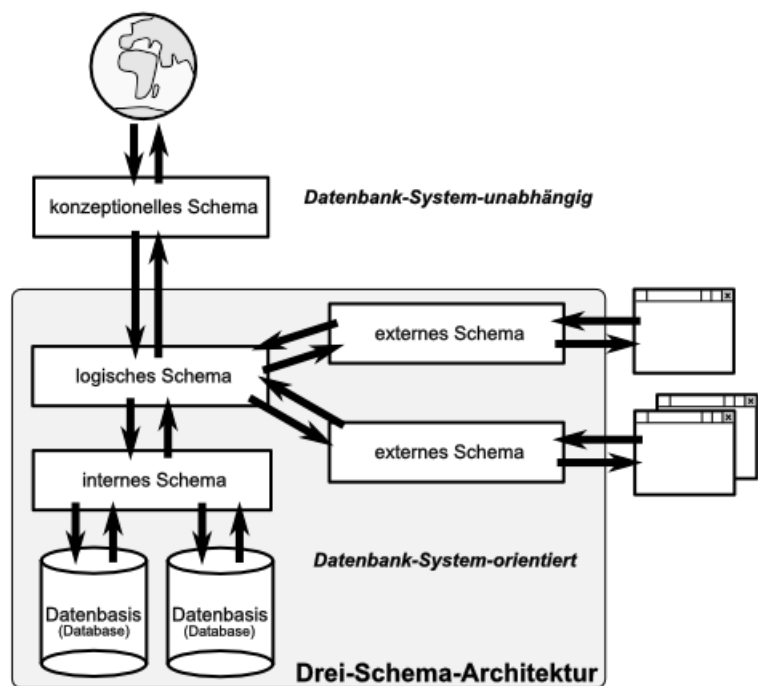 konzeptionelles Schema
Datenbank-System-unabhängig
externes Schema
logisches Schema
externes Schema
internes Schema
Datenbank-System-orientiert
Datenbasis
(Database)
Datenbasis
(Database)
Drei-Schema-Architektur